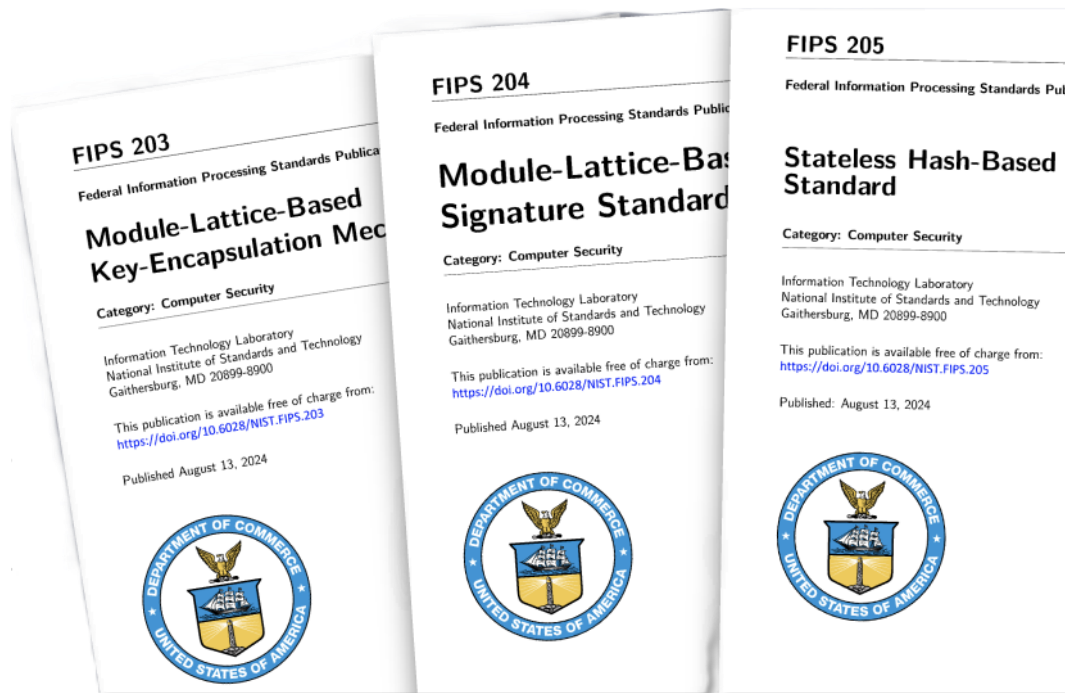 FIPS 203
Federal Information Processing Standards Publica
Module-Lattice-Based
Key-Encapsulation Mec
Category: Computer Security
Information Technology Laboratory
National Institute of Standards and Technology
Gaithersburg, MD 20899-8900
This publication is available free of charge from:
https://doi.org/10.6028/NIST.FIPS.203
Published August 13, 2024
DEPARTMENT OF COMMERCE
UNITED STATES OF AMERICA
FIPS 204
Federal Information Processing Standards Public
Module-Lattice-Bas
Signature Standard
Category: Computer Security
Information Technology Laboratory
National Institute of Standards and Technology
Gaithersburg, MD 20899-8900
This publication is available free of charge from:
https://doi.org/10.6028/NIST.FIPS.204
Published August 13, 2024
DEPARTMENT OF COMMERCE
UNITED STATES OF AMERICA
FIPS 205
Federal Information Processing Standards Pul
Stateless Hash-Based
Standard
Category: Computer Security
Information Technology Laboratory
National Institute of Standards and Technology
Gaithersburg, MD 20899-8900
This publication is available free of charge from:
https://doi.org/10.6028/NIST.FIPS.205
Published: August 13, 2024
DEPARTMENT OF COMMERCE
UNITED STATES OF AMERICA